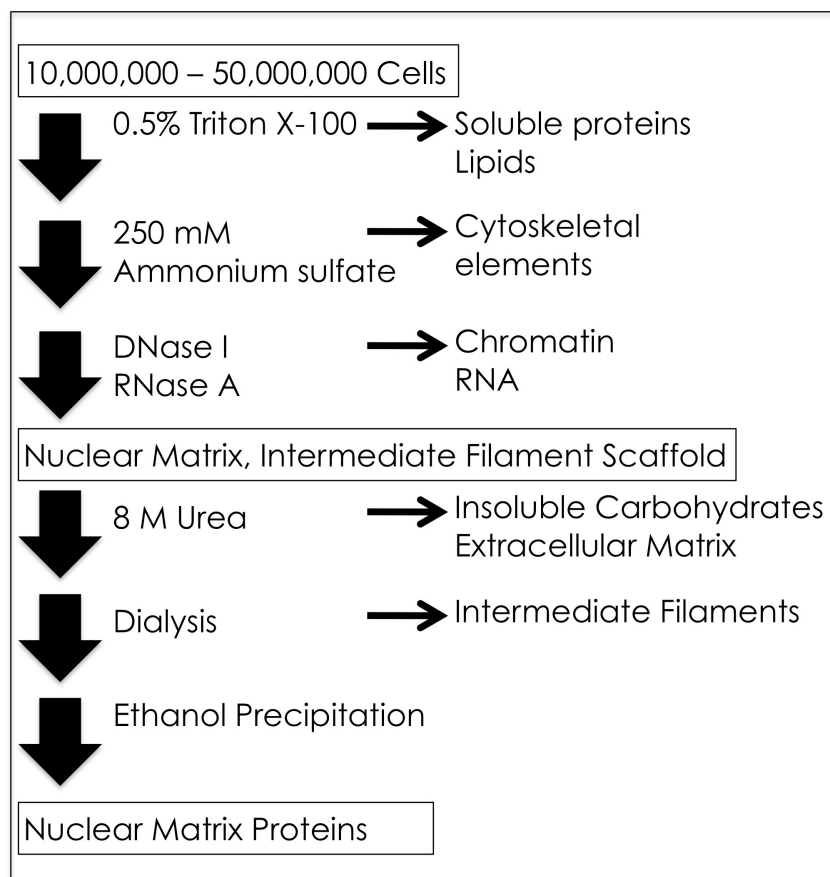 10,000,000 – 50,000,000 Cells
0.5% Triton X-100
Soluble proteins
Lipids
250 mM
Ammonium sulfate
Cytoskeletal
elements
DNase I
RNase A
Chromatin
RNA
Nuclear Matrix, Intermediate Filament Scaffold
8 M Urea
Insoluble Carbohydrates
Extracellular Matrix
Dialysis
Intermediate Filaments
Ethanol Precipitation
Nuclear Matrix Proteins